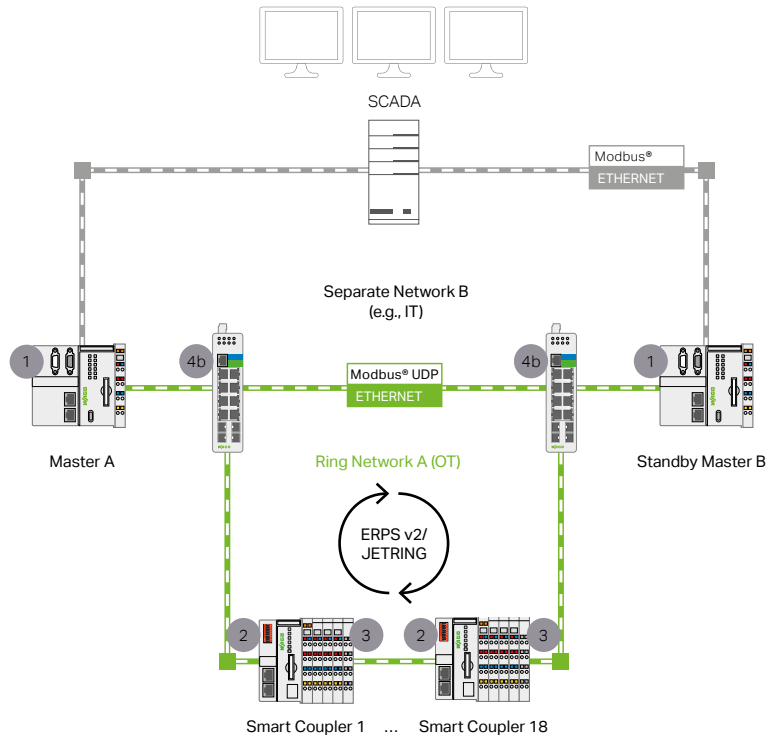 SCADA
Modbus®
ETHERNET
Separate Network B
(e.g., IT)
1
4b
4b
1
Modbus® UDP
ETHERNET
Master A
Ring Network A (OT)
Standby Master B
ERPS v2/
JETRING
2
3
2
3
Smart Coupler 1
...
Smart Coupler 18